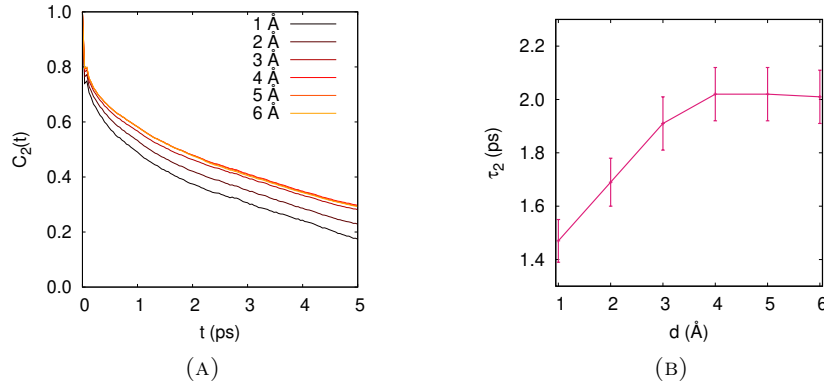 1.0
0.8
0.6
0.4
0.2
0.0
C₂(t)
1 Å
2 Å
3 Å
4 Å
5 Å
6 Å
0 1 2 3 4 5
t (ps)
(A)
2.2
2.0
1.8
1.6
1.4
τ₂ (ps)
1 2 3 4 5 6
d (Å)
(B)